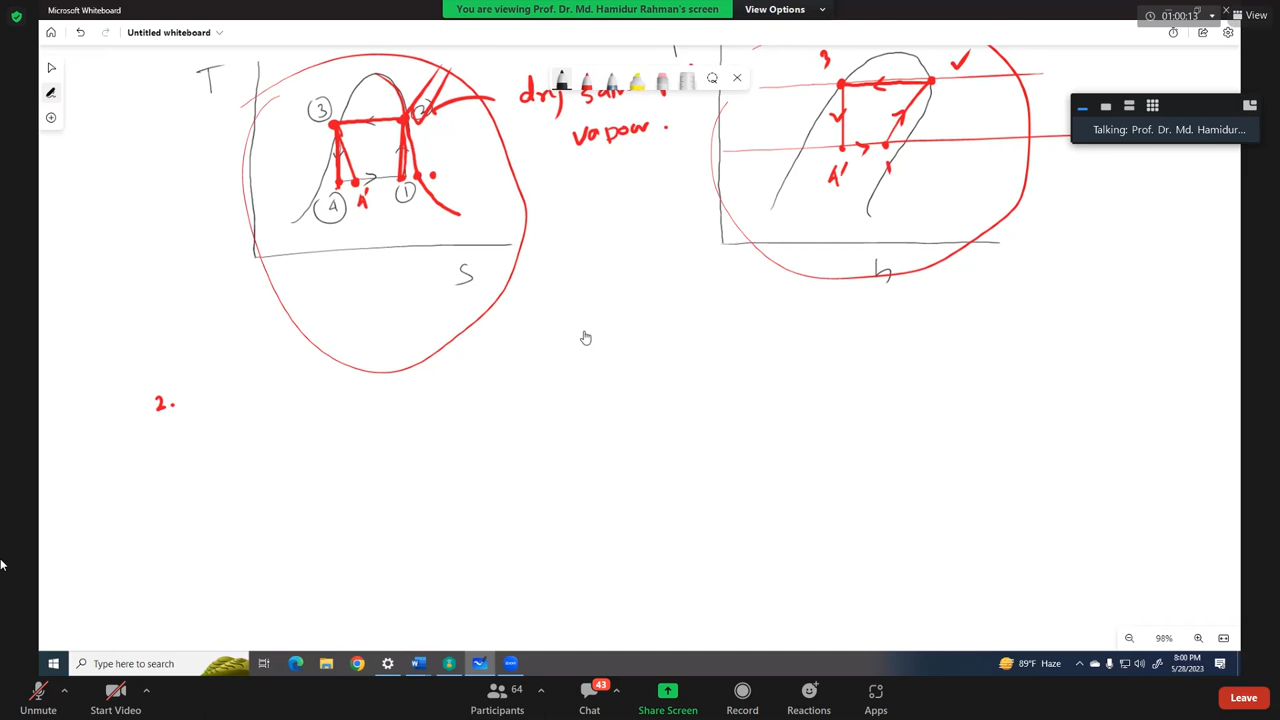 You are viewing Prof. Dr. Md. Hamidur Rahman's screen
View Options
01:00:13
View
Microsoft Whiteboard
Untitled whiteboard
T
3
2
4
A'
1
S
dry
vapour.
3
A'
1
h
Talking: Prof. Dr. Md. Hamidur...
2.
98%
Type here to search
89°F Haze
8:00 PM
5/28/2023
Unmute
Start Video
64
Participants
43
Chat
Share Screen
Record
Reactions
Apps
Leave